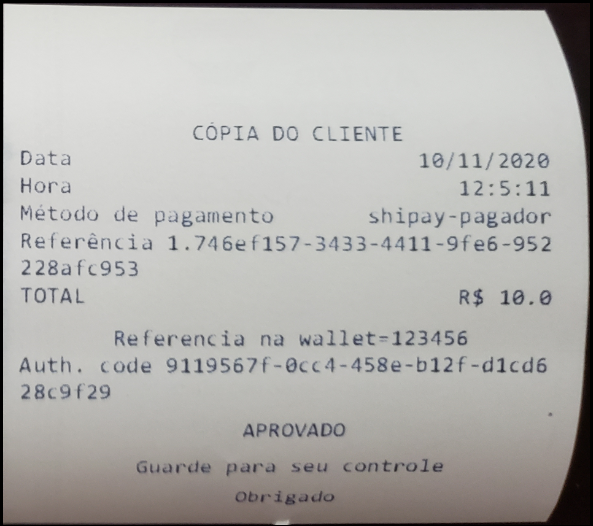 CÓPIA DO CLIENTE
Data 10/11/2020
Hora 12:5:11
Método de pagamento shipay-pagador
Referência 1.746ef157-3433-4411-9fe6-952
228afc953
TOTAL R$ 10.0
Referencia na wallet=123456
Auth. code 9119567f-0cc4-458e-b12f-d1cd6
28c9f29
APROVADO
Guarde para seu controle
Obrigado